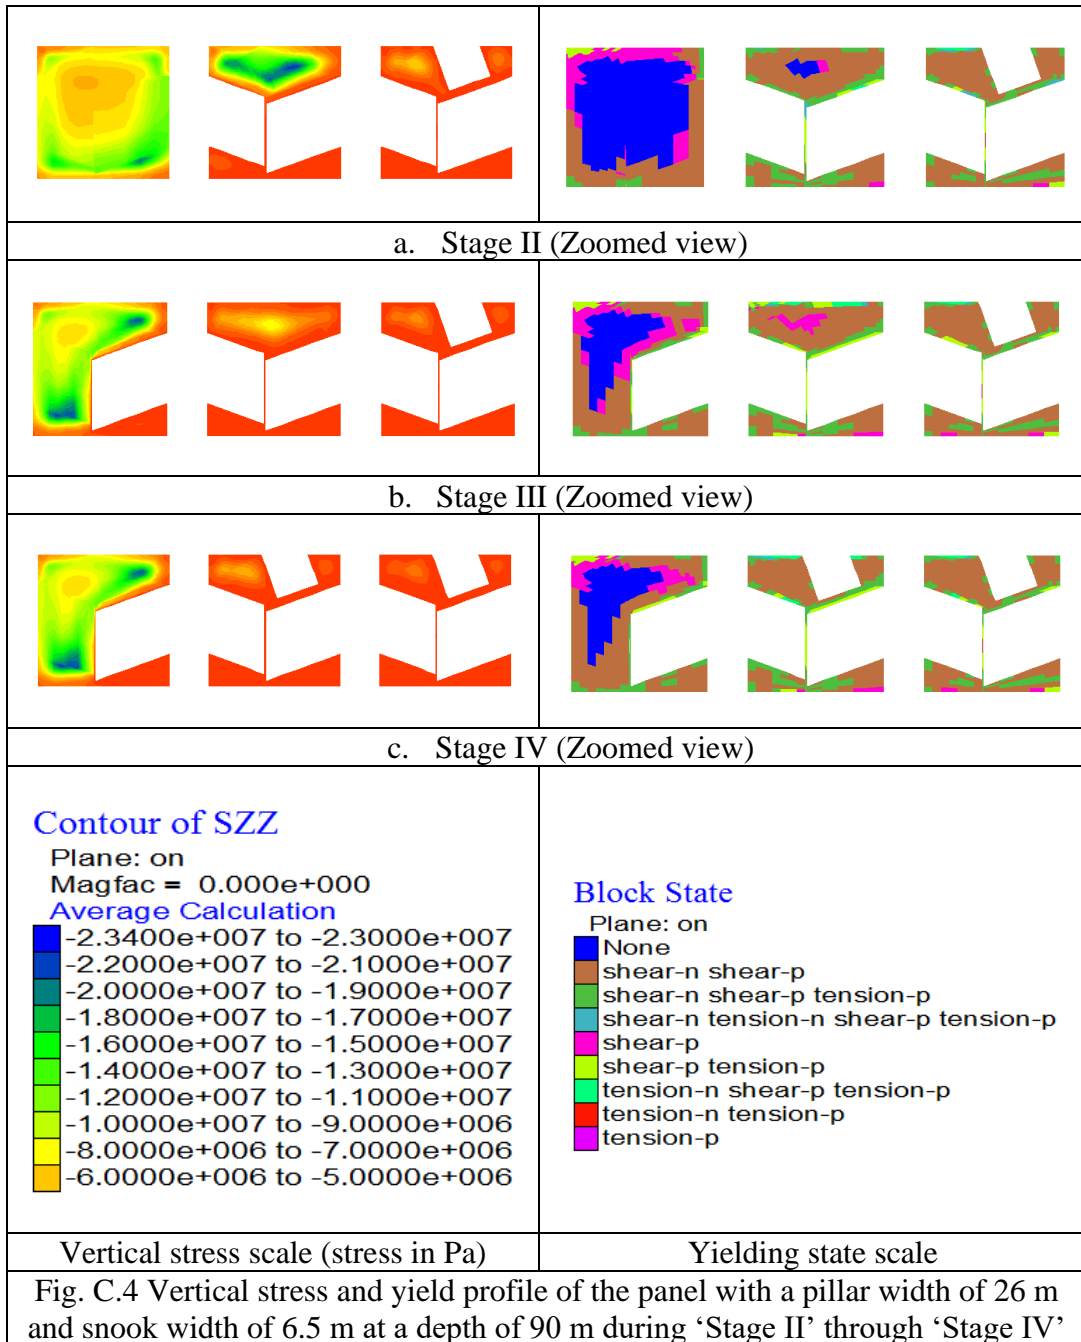 a. Stage II (Zoomed view)
b. Stage III (Zoomed view)
c. Stage IV (Zoomed view)
Contour of SZZ
Plane: on
Magfac = 0.000e+000
Average Calculation
-2.3400e+007 to -2.3000e+007
-2.2000e+007 to -2.1000e+007
-2.0000e+007 to -1.9000e+007
-1.8000e+007 to -1.7000e+007
-1.6000e+007 to -1.5000e+007
-1.4000e+007 to -1.3000e+007
-1.2000e+007 to -1.1000e+007
-1.0000e+007 to -9.0000e+006
-8.0000e+006 to -7.0000e+006
-6.0000e+006 to -5.0000e+006
Block State
Plane: on
None
shear-n shear-p
shear-n shear-p tension-p
shear-n tension-n shear-p tension-p
shear-p
shear-p tension-p
tension-n shear-p tension-p
tension-n tension-p
tension-p
Vertical stress scale (stress in Pa)
Yielding state scale
Fig. C.4 Vertical stress and yield profile of the panel with a pillar width of 26 m
and snook width of 6.5 m at a depth of 90 m during ‘Stage II’ through ‘Stage IV’